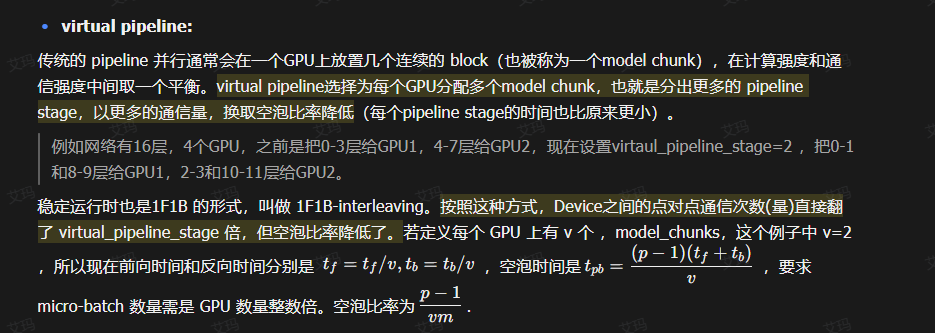 • virtual pipeline:
传统的 pipeline 并行通常会在一个GPU上放置几个连续的 block（也被称为一个model chunk），在计算强度和通
信强度中间取一个平衡。virtual pipeline选择为每个GPU分配多个model chunk，也就是分出更多的 pipeline
stage，以更多的通信量，换取空泡比率降低（每个pipeline stage的时间也比原来更小）。
例如网络有16层，4个GPU，之前是把0-3层给GPU1，4-7层给GPU2，现在设置virtaul_pipeline_stage=2 ，把0-1
和8-9层给GPU1，2-3和10-11层给GPU2。
稳定运行时也是1F1B 的形式，叫做 1F1B-interleaving。按照这种方式，Device之间的点对点通信次数(量)直接翻
了 virtual_pipeline_stage 倍，但空泡比率降低了。若定义每个 GPU 上有 v 个 ，model_chunks，这个例子中 v=2
，所以现在前向时间和反向时间分别是 t_f = t_f/v, t_b = t_b/v ，空泡时间是 t_{pb} = \frac{(p-1)(t_f+t_b)}{v} ，要求
micro-batch 数量需是 GPU 数量整数倍。空泡比率为 \frac{p-1}{vm} .
艾玛